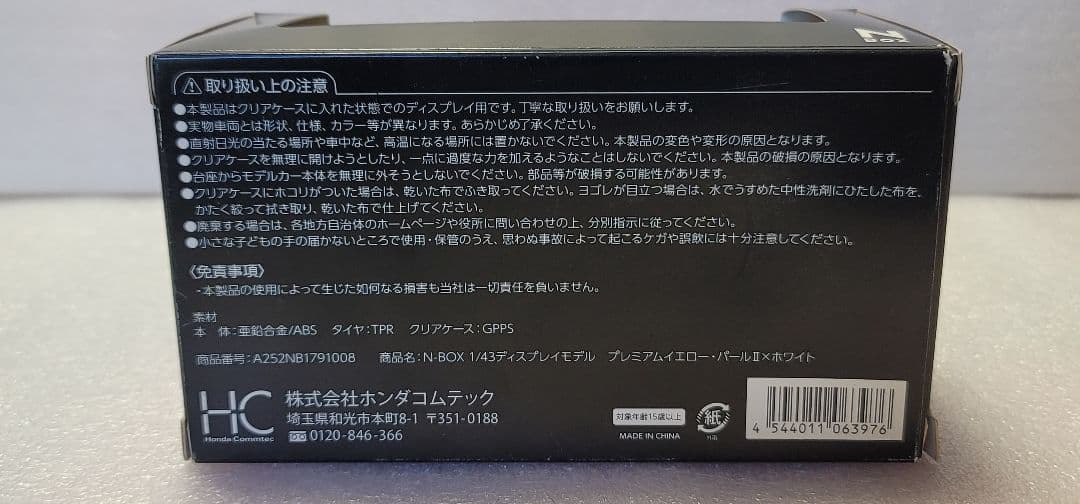 取り扱い上の注意
●本製品はクリアケースに入れた状態でのディスプレイ用です。丁寧な取り扱いをお願いします。
●実物車両とは形状、仕様、カラー等が異なります。あらかじめ了承ください。
●直射日光の当たる場所や車中など、高温になる場所には置かないでください。本製品の変色や変形の原因となります。
●クリアケースを無理に開けようとしたり、一点に過度な力を加えるようなことはしないでください。本製品の破損の原因となります。
●台座からモデルカー本体を無理に外そうとしないでください。部品等が破損する可能性があります。
●クリアケースにホコリがついた場合は、乾いた布でふき取ってください。ヨゴレが目立つ場合は、水でうすめた中性洗剤にひたした布を、
かたく絞って拭き取り、乾いた布で仕上げてください。
●廃棄する場合は、各地方自治体のホームページや役所に問い合わせの上、分別指示に従ってください。
●小さな子どもの手の届かないところで使用・保管のうえ、思わぬ事故によって起こるケガや誤飲には十分注意してください。
〈免責事項〉
-本製品の使用によって生じた如何なる損害も当社は一切責任を負いません。
素材
本 体:亜鉛合金/ABS タイヤ:TPR クリアケース:GPPS
商品番号:A252NB1791008 商品名:N-BOX 1/43ディスプレイモデル プレミアムイエロー・パールⅡ×ホワイト
HC
Honda Commtec
株式会社ホンダコムテック
埼玉県和光市本町8-1 〒351-0188
0120-846-366
対象年齢15歳以上
MADE IN CHINA
紙
ハコ
4 544011 063976